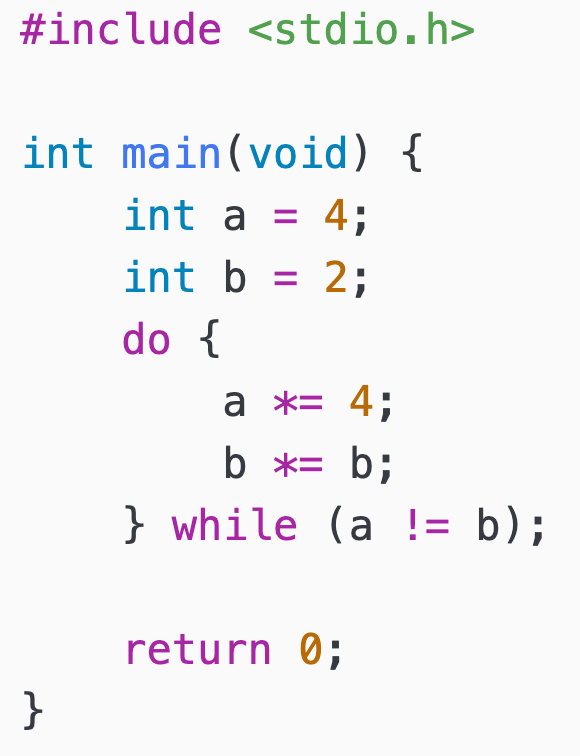 #include <stdio.h>

int main(void) {
    int a = 4;
    int b = 2;
    do {
        a *= 4;
        b *= b;
    } while (a != b);

    return 0;
}